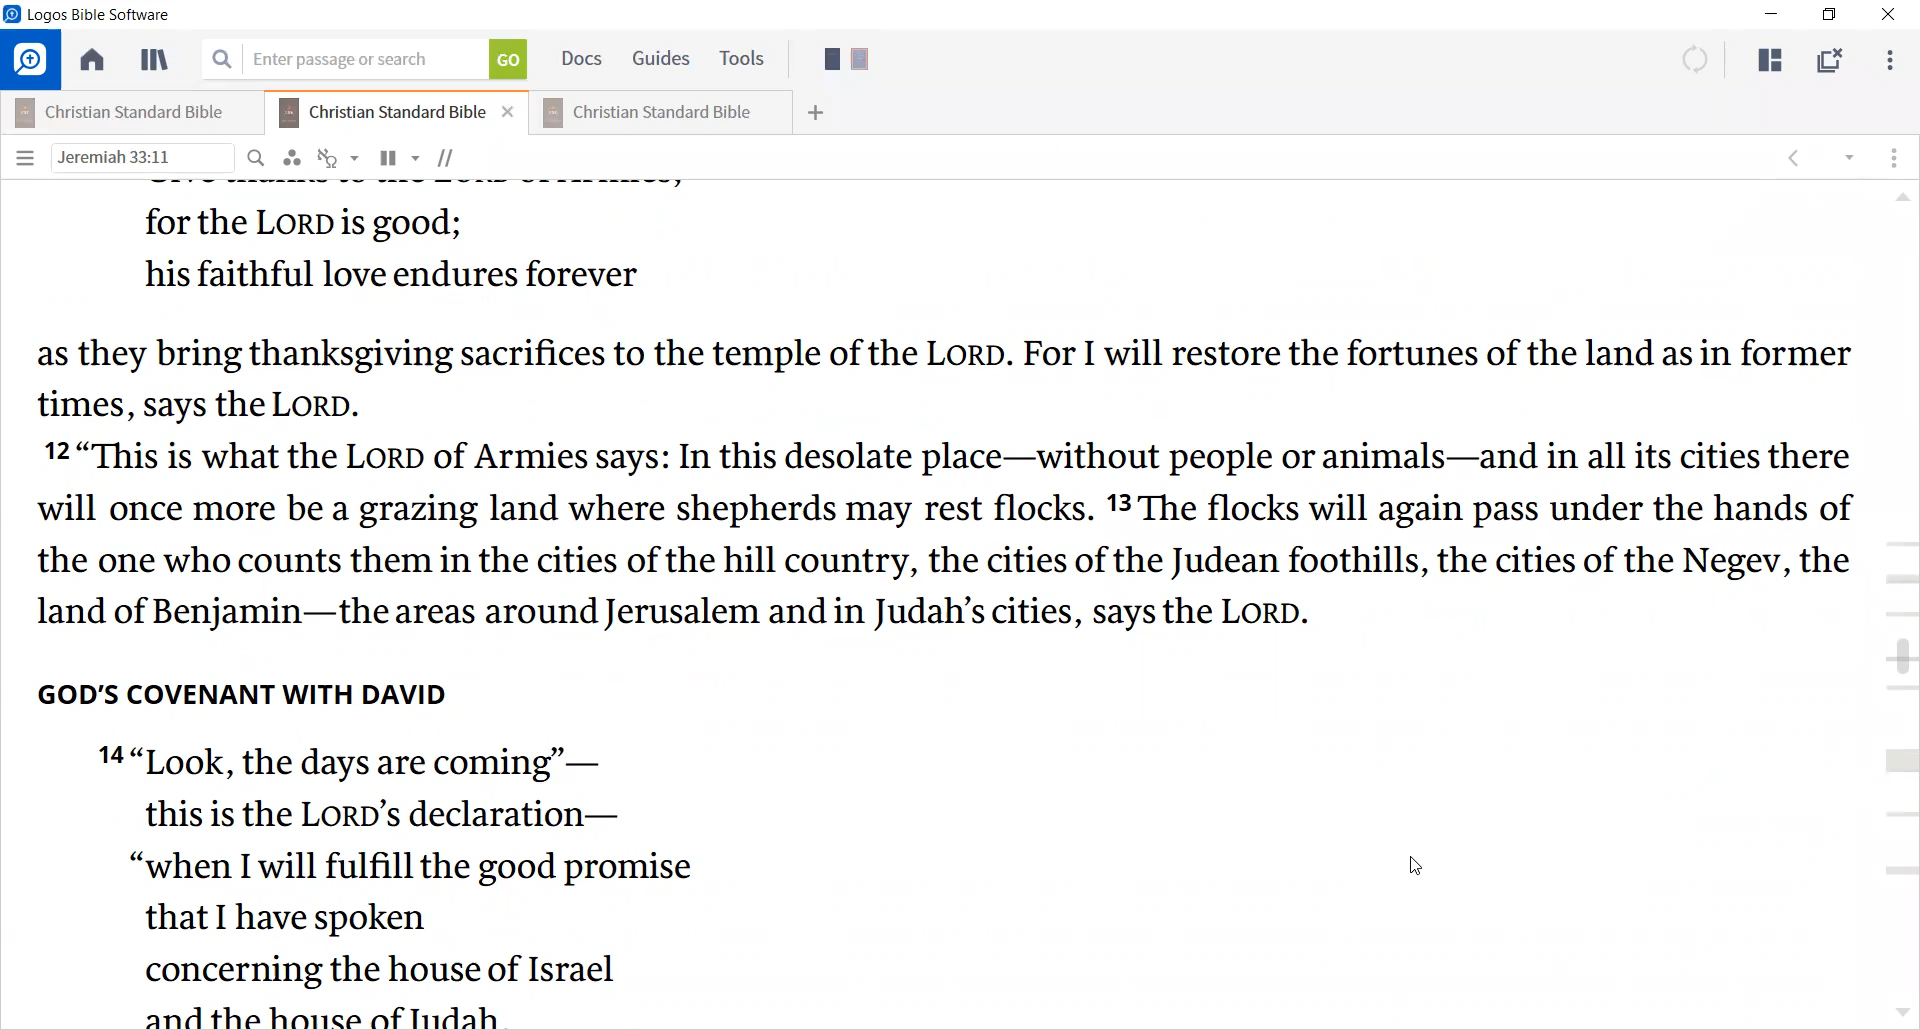 Logos Bible Software
Enter passage or search GO Docs Guides Tools
Christian Standard Bible Christian Standard Bible Christian Standard Bible
Jeremiah 33:11
Give thanks to the LORD of Armies,
for the LORD is good;
his faithful love endures forever
as they bring thanksgiving sacrifices to the temple of the LORD. For I will restore the fortunes of the land as in former
times, says the LORD.
12 “This is what the LORD of Armies says: In this desolate place—without people or animals—and in all its cities there
will once more be a grazing land where shepherds may rest flocks. 13 The flocks will again pass under the hands of
the one who counts them in the cities of the hill country, the cities of the Judean foothills, the cities of the Negev, the
land of Benjamin—the areas around Jerusalem and in Judah’s cities, says the LORD.
GOD’S COVENANT WITH DAVID
14 “Look, the days are coming”—
this is the LORD’s declaration—
“when I will fulfill the good promise
that I have spoken
concerning the house of Israel
and the house of Judah.